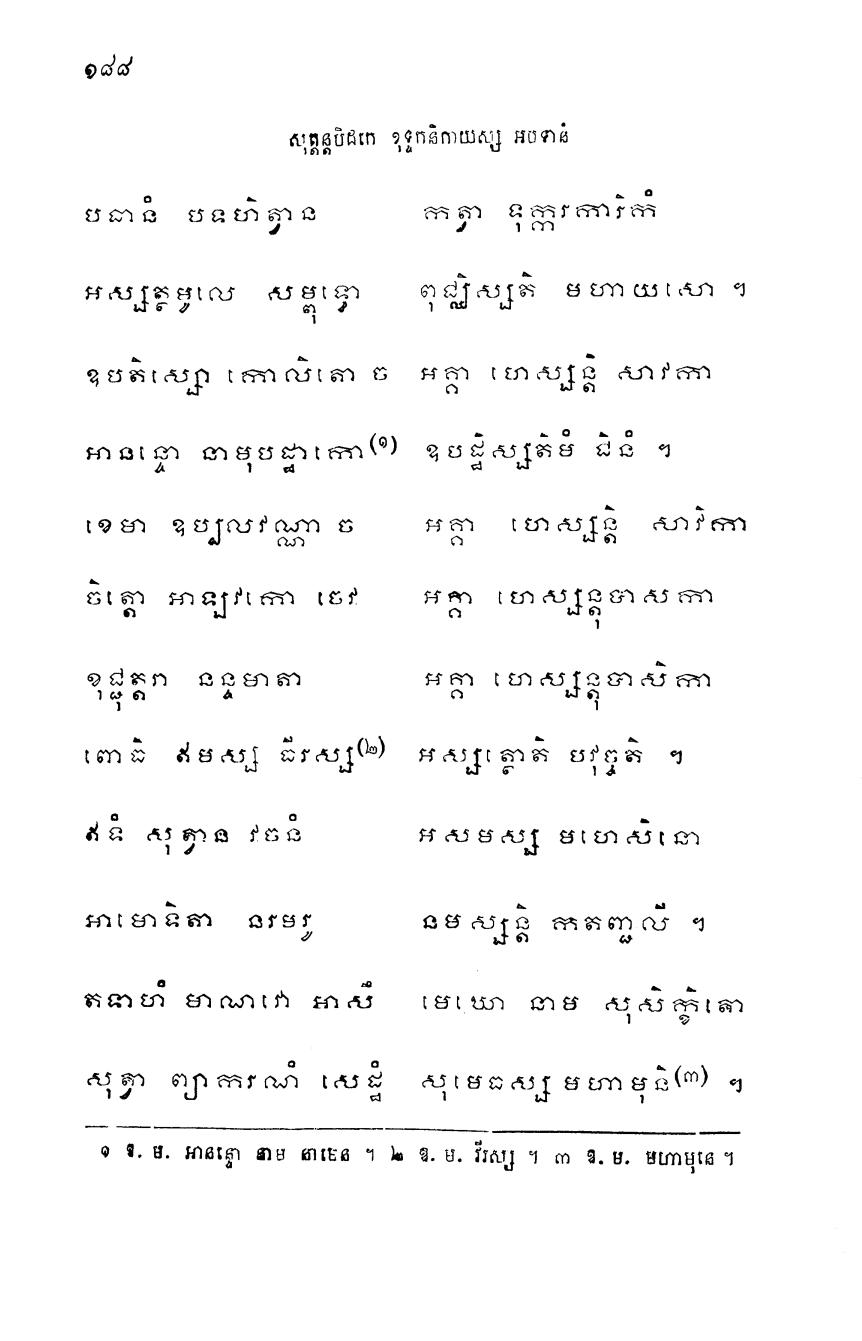 ១៨៨
សុត្តន្តបិដកេ ខុទ្ទកនិកាយស្ស អបទានំ
បធានំ បទហិត្វាន កត្វា ទុក្ករការិកំ
អស្សត្ថមូលេ សម្ពុទ្ធោ ពុជ្ឈិស្សតិ មហាយសោ ។
ឧបតិស្សោ កោលិតោ ច អគ្គា ហេស្សន្តិ សាវកា
អានន្ទោ នាមុបដ្ឋាកោ(១) ឧបដ្ឋិស្សតិមំ ជិនំ ។
ខេមា ឧប្បលវណ្ណា ច អគ្គា ហេស្សន្តិ សាវិកា
ចិត្តោ អាឡវកោ ចេវ អគ្គា ហេស្សន្តុបាសកា
ខុជ្ជុត្តរា នន្ទមាតា អគ្គា ហេស្សន្តុបាសិកា
ពោធិ ឥមស្ស ធីរស្ស(២) អស្សត្ថោតិ បវុច្ចតិ ។
ឥទំ សុត្វាន វចនំ អសមស្ស មហេសិនោ
អាមោទិតា នរមរូ នមស្សន្តិ កតញ្ជលី ។
តទាហំ មាណវោ អាសឹ មេឃោ នាម សុសិក្ខិតោ
សុត្វា ព្យាករណំ សេដ្ឋំ សុមេធស្ស មហាមុនិ(៣) ។
១ ឱ. ម. អានន្ទោ នាម នាមេន ។ ២ ឱ. ម. វីរស្ស ។ ៣ ឱ. ម. មហាមុនេ ។